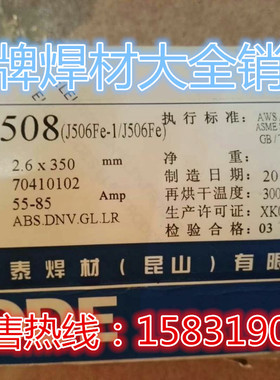 牌焊材大全销
508(J506Fe-1/J506Fe)
执行标准: AWS
ASME
GB/
2.6 x 350 mm
净重:
70410102
制造日期: 20
55-85 Amp
再烘干温度: 300
ABS.DNV.GL.LR
生产许可证: XK
检验合格: 03
泰焊材(昆山)有限
ODE
售热线：1583190